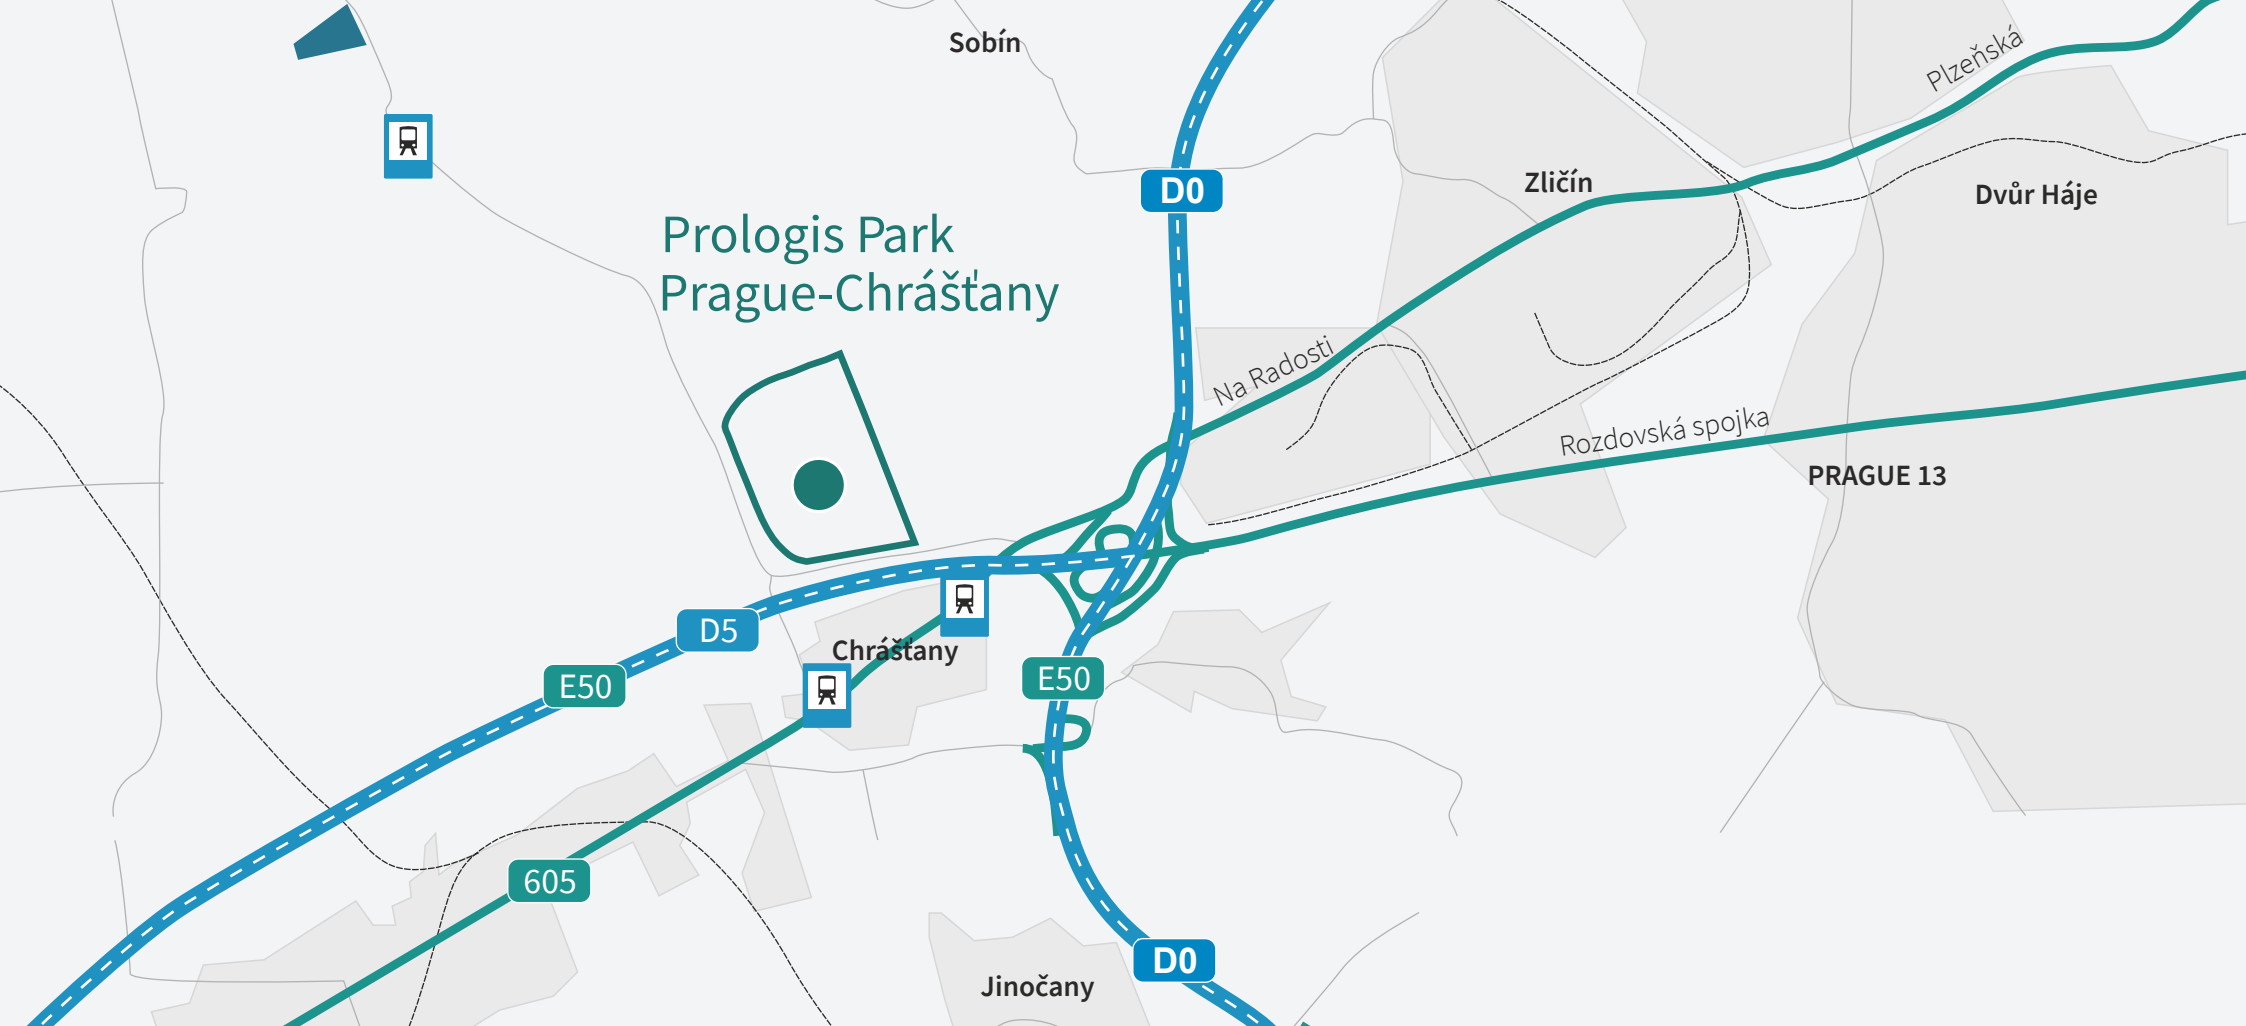 Sobín
Plzeňská
D0
Zličín
Dvůr Háje
Prologis Park
Prague-Chrášťany
Na Radosti
Rozdovská spojka
PRAGUE 13
D5
Chrášťany
E50
E50
605
D0
Jinočany